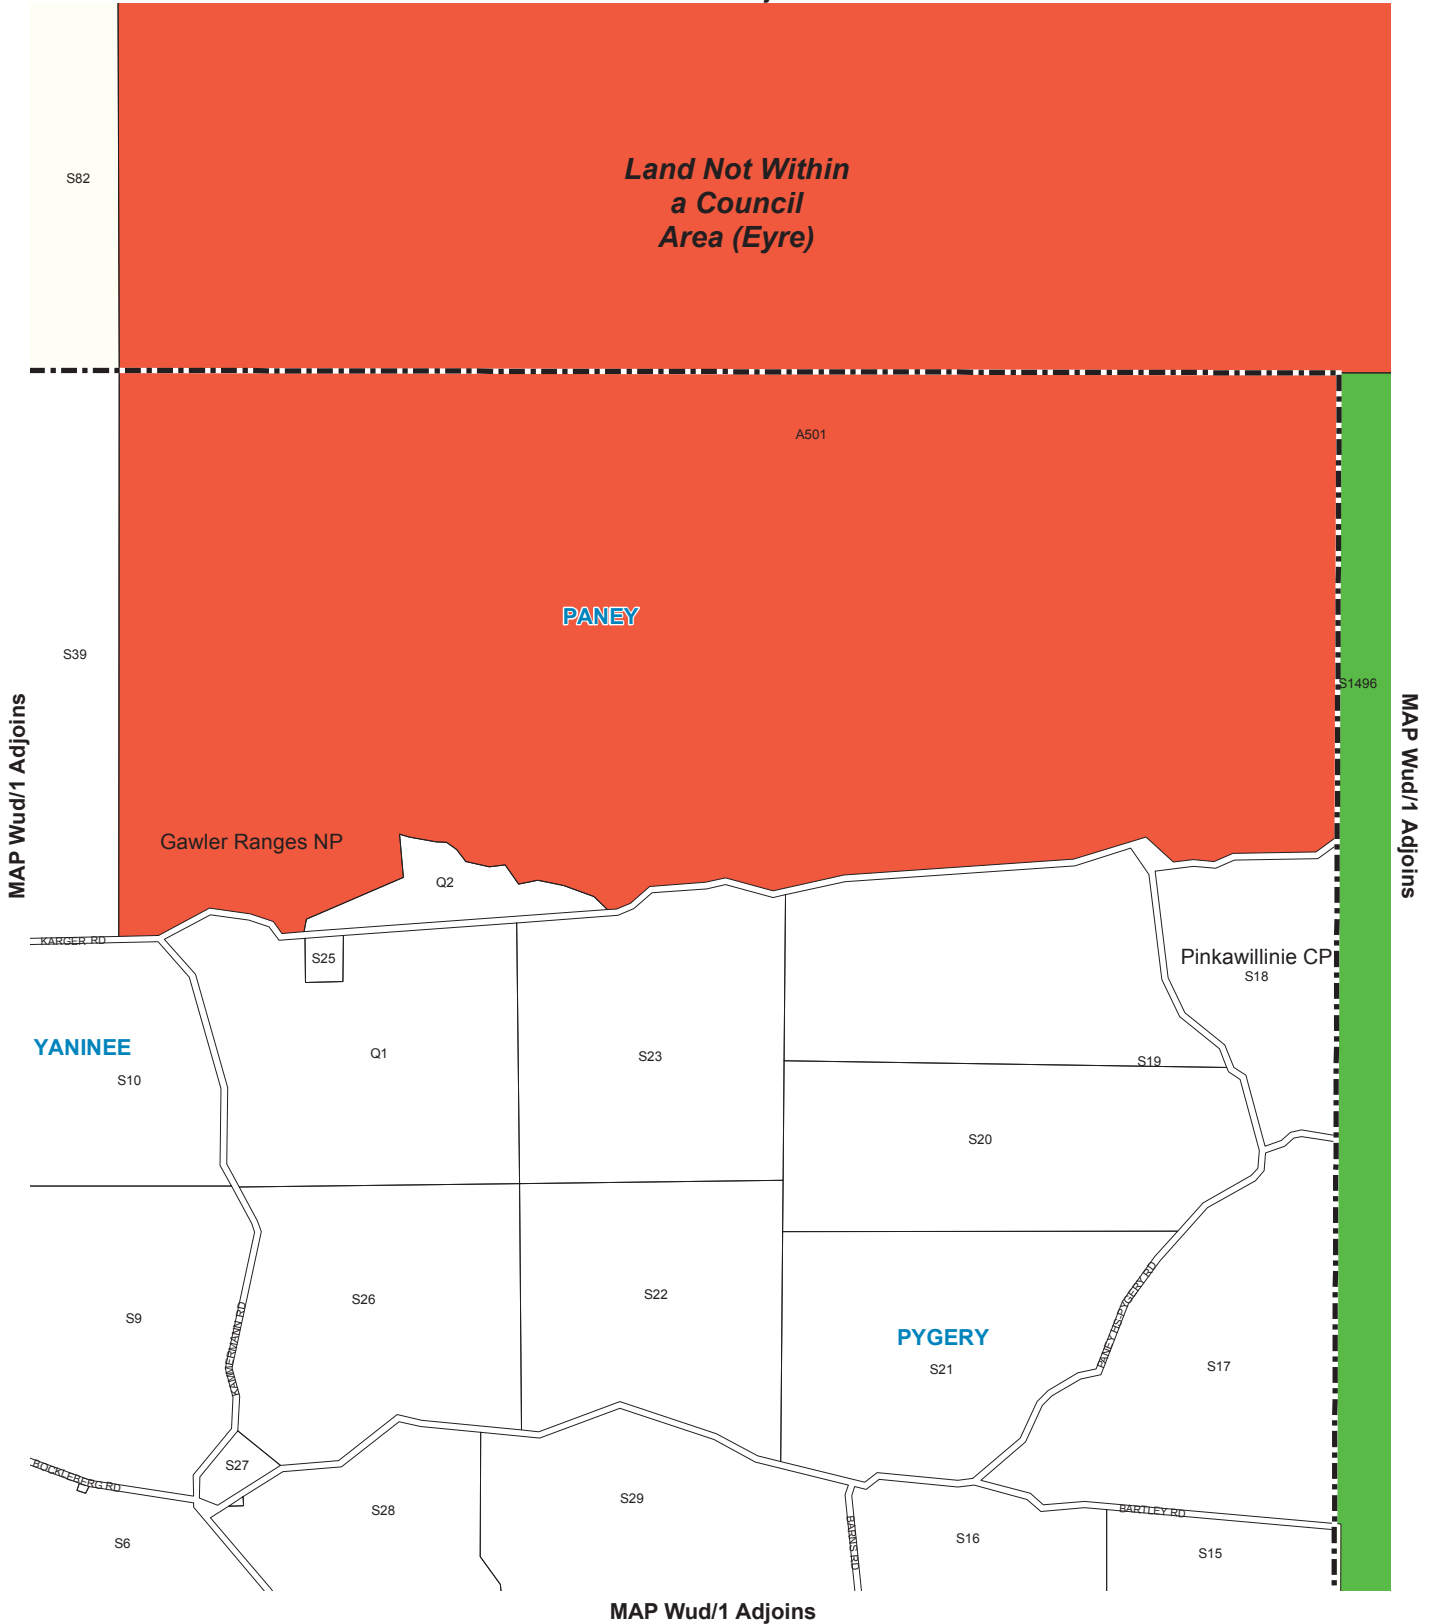 S82
Land Not Within
a Council
Area (Eyre)
A501
PANEY
S39
S1496
MAP Wud/1 Adjoins
MAP Wud/1 Adjoins
Gawler Ranges NP
Q2
KARGER RD
S25
Pinkawillinie CP
S18
YANINEE
S10
Q1
S23
S19
S20
S9
S26
S22
KAMMERMANN RD
PANEY HS-PYGERY RD
PYGERY
S21
S17
S27
BOCKLEBERG RD
S28
S29
BARNS RD
S16
BARTLEY RD
S15
S6
MAP Wud/1 Adjoins